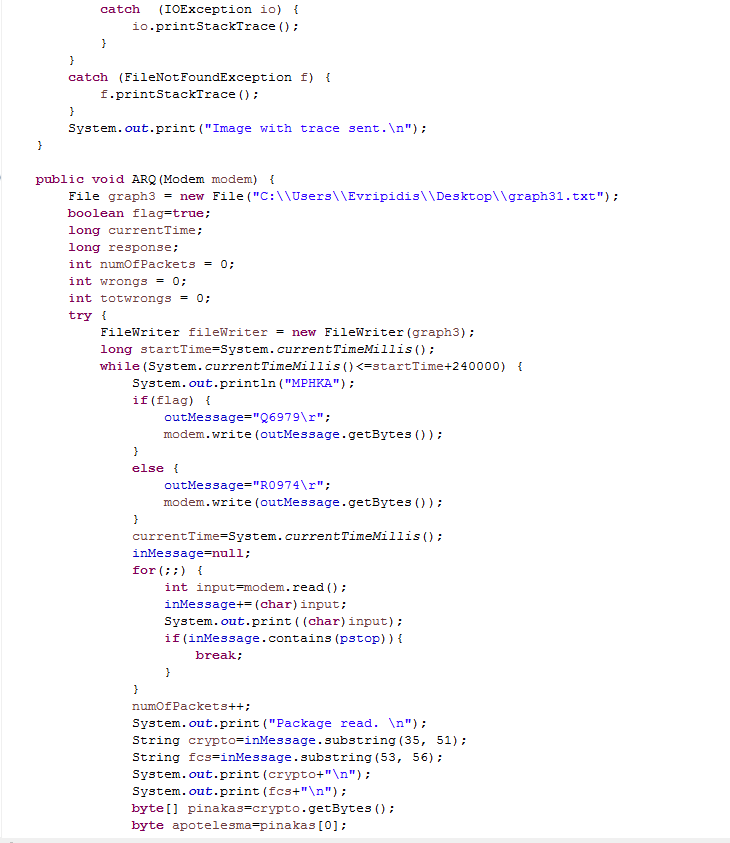 catch  (IOException io) {
io.printStackTrace();
}
}
catch (FileNotFoundException f) {
f.printStackTrace();
}
System.out.print("Image with trace sent.\n");
}
public void ARQ(Modem modem) {
File graph3 = new File("C:\\Users\\Evripidis\\Desktop\\graph31.txt");
boolean flag=true;
long currentTime;
long response;
int numOfPackets = 0;
int wrongs = 0;
int totwrongs = 0;
try {
FileWriter fileWriter = new FileWriter(graph3);
long startTime=System.currentTimeMillis();
while(System.currentTimeMillis()<=startTime+240000) {
System.out.println("MPHKA");
if(flag) {
outMessage="Q6979\r";
modem.write(outMessage.getBytes());
}
else {
outMessage="R0974\r";
modem.write(outMessage.getBytes());
}
currentTime=System.currentTimeMillis();
inMessage=null;
for(;;) {
int input=modem.read();
inMessage+=(char)input;
System.out.print((char)input);
if(inMessage.contains(pstop)){
break;
}
}
numOfPackets++;
System.out.print("Package read. \n");
String crypto=inMessage.substring(35, 51);
String fcs=inMessage.substring(53, 56);
System.out.print(crypto+"\n");
System.out.print(fcs+"\n");
byte[] pinakas=crypto.getBytes();
byte apotelesma=pinakas[0];